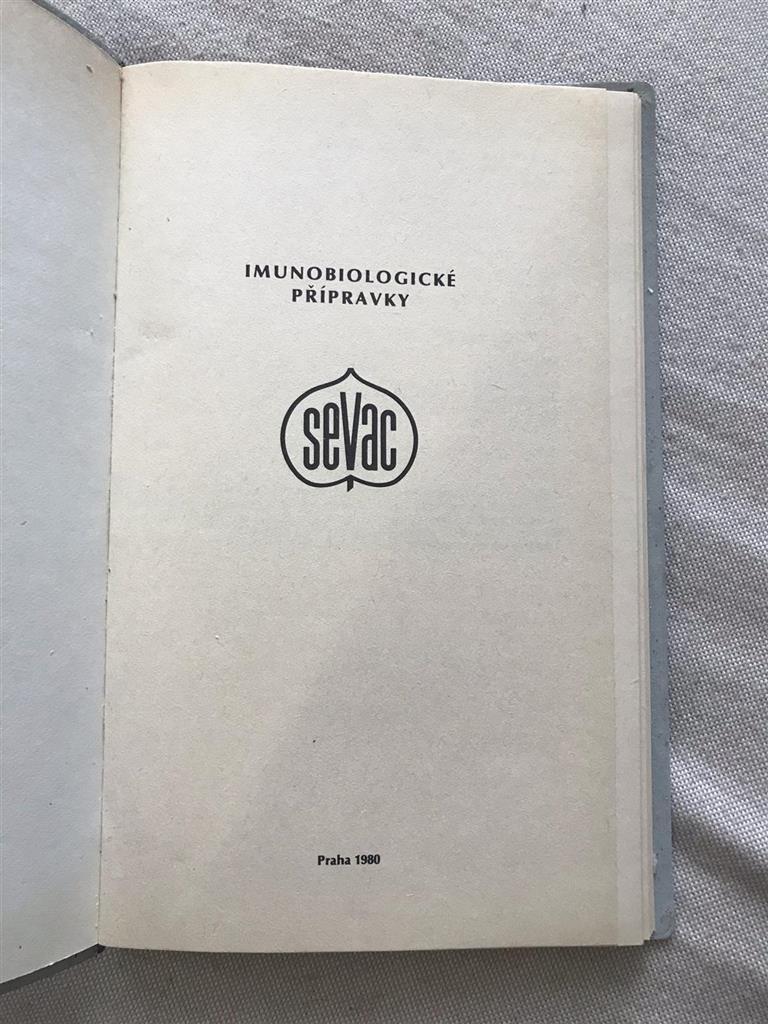 IMUNOBIOLOGICKÉ
PŘÍPRAVKY
sevac
Praha 1980